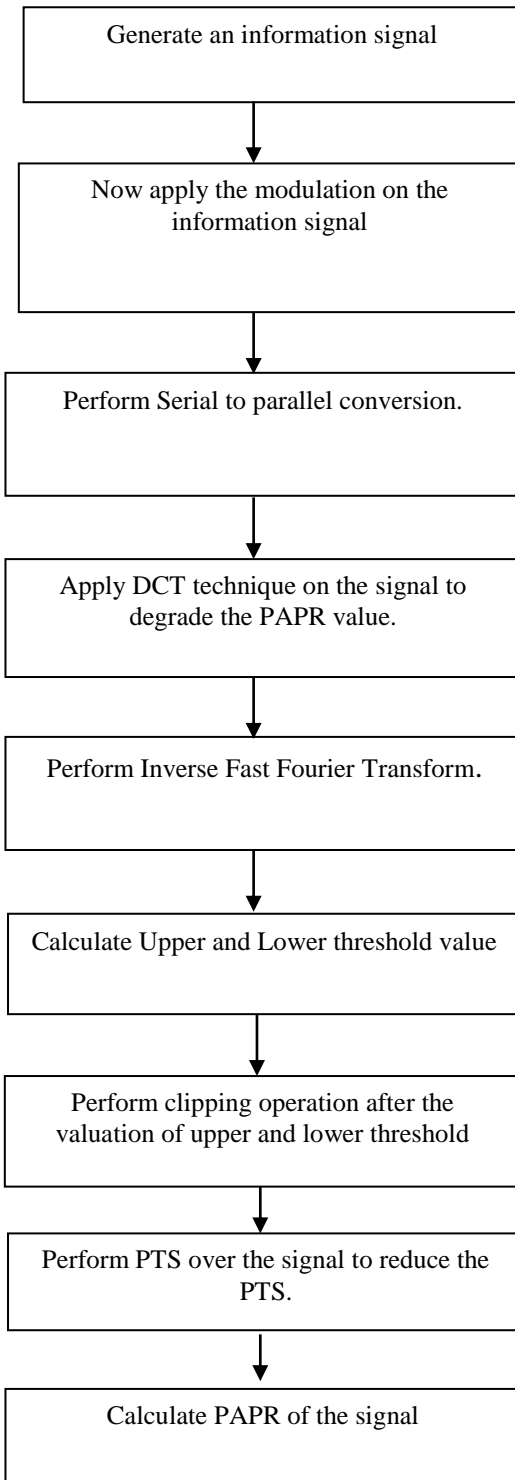 Generate an information signal
Now apply the modulation on the
information signal
Perform Serial to parallel conversion.
Apply DCT technique on the signal to
degrade the PAPR value.
Perform Inverse Fast Fourier Transform.
Calculate Upper and Lower threshold value
Perform clipping operation after the
valuation of upper and lower threshold
Perform PTS over the signal to reduce the
PTS.
Calculate PAPR of the signal